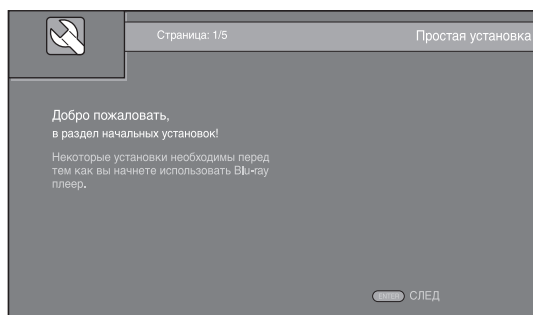 Страница: 1/5
Простая установка
Добро пожаловать,
в раздел начальных установок!
Некоторые установки необходимы перед
тем как вы начнете использовать Blu-ray
плеер.
ENTER СЛЕД